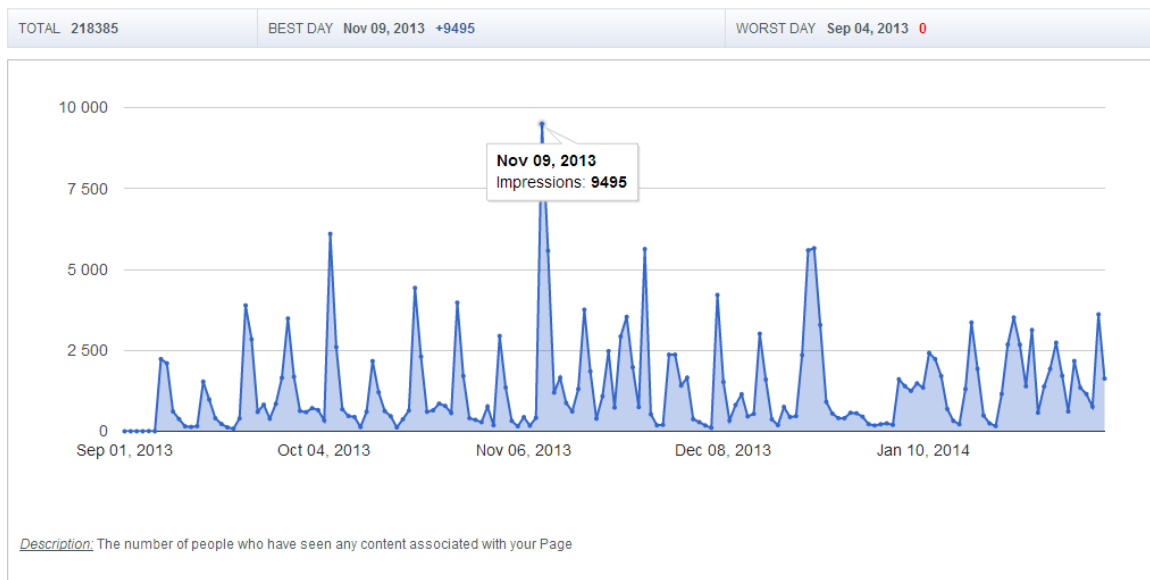 TOTAL 218385 BEST DAY Nov 09, 2013 +9495 WORST DAY Sep 04, 2013 0
10 000
Nov 09, 2013
Impressions: 9495
7 500
5 000
2 500
0
Sep 01, 2013 Oct 04, 2013 Nov 06, 2013 Dec 08, 2013 Jan 10, 2014
Description: The number of people who have seen any content associated with your Page